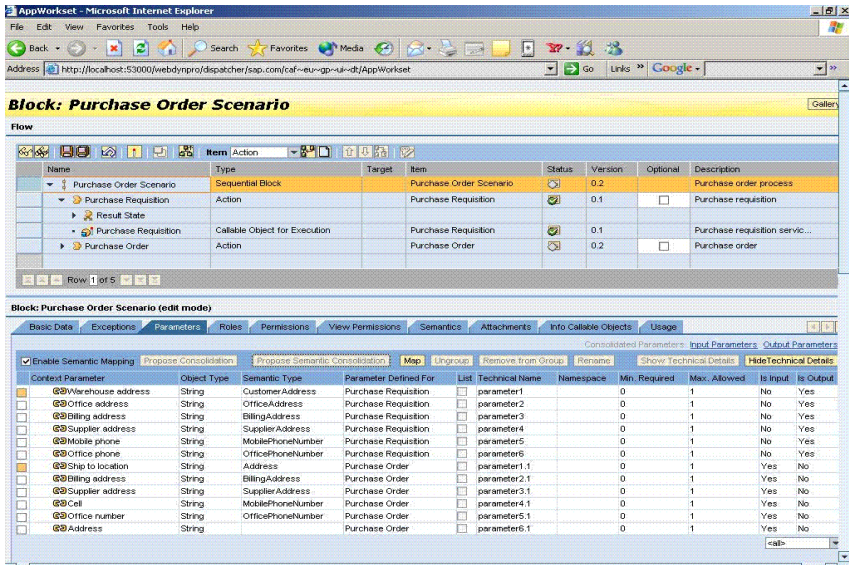 AppWorkset - Microsoft Internet Explorer
File Edit View Favorites Tools Help
Back Search Favorites Media
Address http://localhost:53000/webdynpro/dispatcher/sap.com/caf~eu~gp~ui~dt/AppWorkset Go Links » Google -
Block: Purchase Order Scenario Gallery
Flow
Item Action
Name Type Target Item Status Version Optional Description
Purchase Order Scenario Sequential Block Purchase Order Scenario 0.2 Purchase order process
Purchase Requisition Action Purchase Requisition 0.1 Purchase requisition
Result State
Purchase Requisition Callable Object for Execution Purchase Requisition 0.1 Purchase requisition servic...
Purchase Order Action Purchase Order 0.2 Purchase order
Row 1 of 5
Block: Purchase Order Scenario (edit mode)
Basic Data Exceptions Parameters Roles Permissions View Permissions Semantics Attachments Info Callable Objects Usage
Consolidated Parameters Input Parameters Output Parameters
Enable Semantic Mapping Propose Consolidation Propose Semantic Consolidation Map Ungroup Remove from Group Rename Show Technical Details HideTechnical Details
Context Parameter Object Type Semantic Type Parameter Defined For List Technical Name Namespace Min. Required Max. Allowed Is Input Is Output
Warehouse address String CustomerAddress Purchase Requisition parameter1 0 1 No Yes
Office address String OfficeAddress Purchase Requisition parameter2 0 1 No Yes
Billing address String BillingAddress Purchase Requisition parameter3 0 1 No Yes
Supplier address String SupplierAddress Purchase Requisition parameter4 0 1 No Yes
Mobile phone String MobilePhoneNumber Purchase Requisition parameter5 0 1 No Yes
Office phone String OfficePhoneNumber Purchase Requisition parameter6 0 1 No Yes
Ship to location String Address Purchase Order parameter1.1 0 1 Yes No
Billing address String BillingAddress Purchase Order parameter2.1 0 1 Yes No
Supplier address String SupplierAddress Purchase Order parameter3.1 0 1 Yes No
Cell String MobilePhoneNumber Purchase Order parameter4.1 0 1 Yes No
Office number String OfficePhoneNumber Purchase Order parameter5.1 0 1 Yes No
Address String Purchase Order parameter6.1 0 1 Yes No
<all>